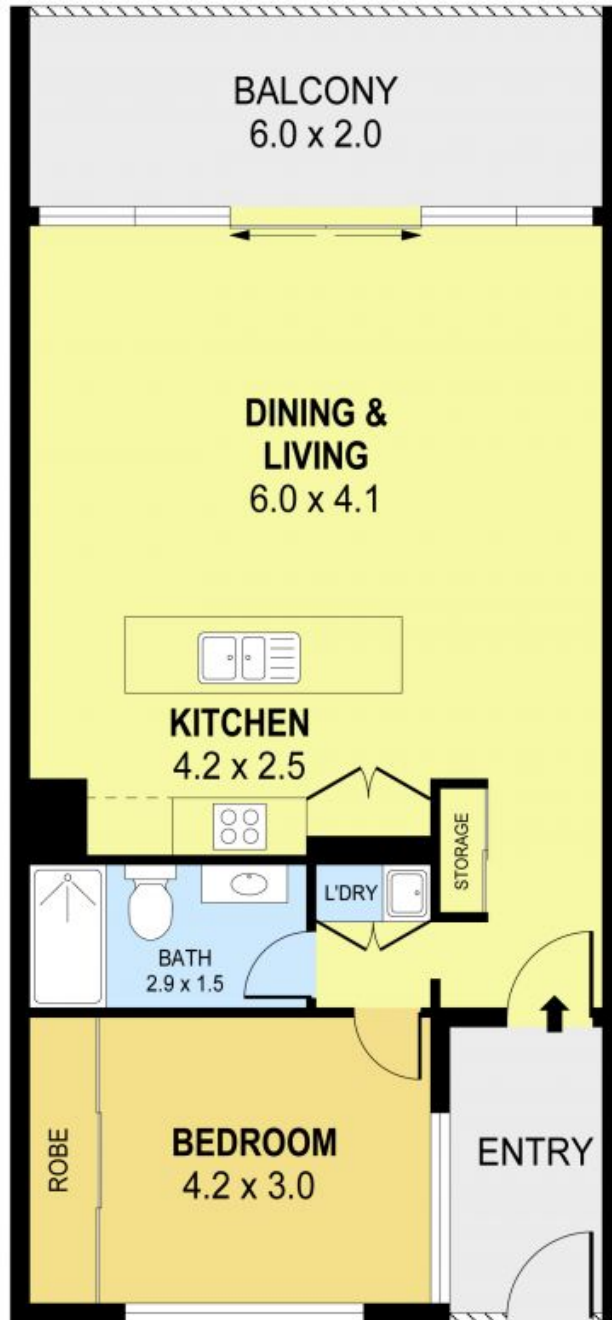 BALCONY
6.0 x 2.0
DINING &
LIVING
6.0 x 4.1
KITCHEN
4.2 x 2.5
STORAGE
L'DRY
BATH
2.9 x 1.5
ROBE
BEDROOM
4.2 x 3.0
ENTRY